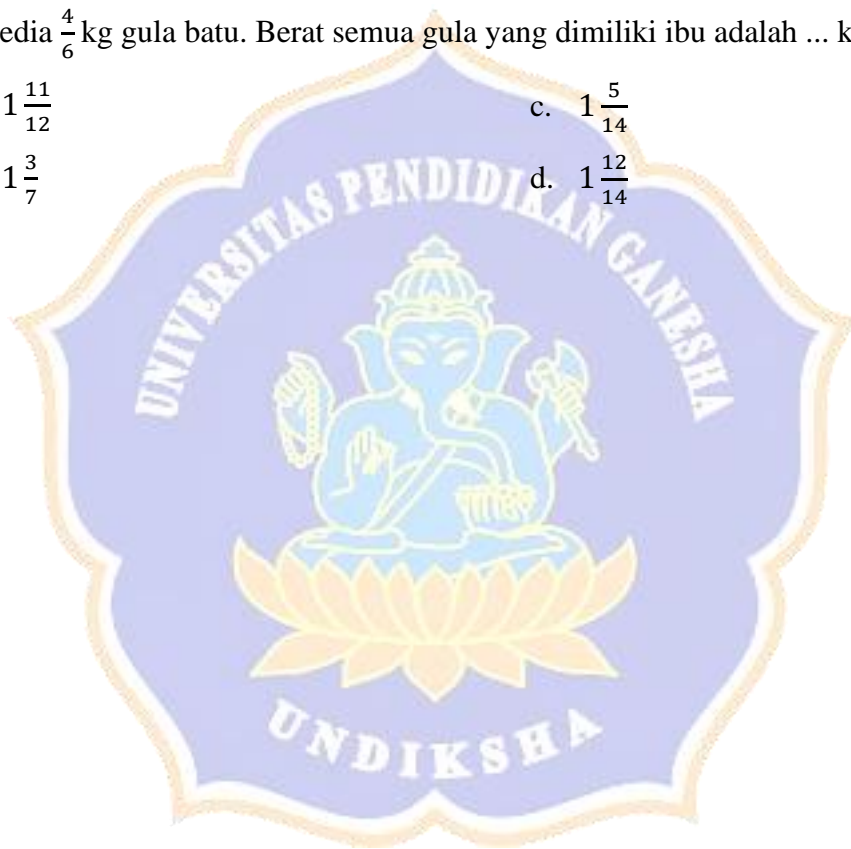 edia 4/6 kg gula batu. Berat semua gula yang dimiliki ibu adalah ... k
1 11/12 c. 1 5/14
1 3/7 d. 1 12/14
UNIVERSITAS PENDIDIKAN GANESHA
UNDIKSHA